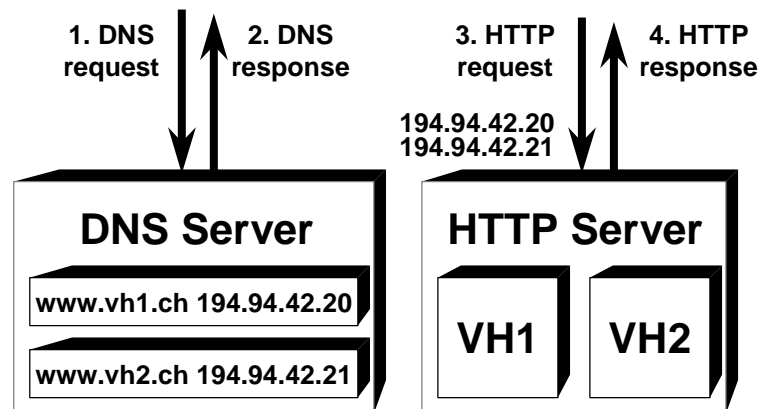 1. DNS
request
2. DNS
response
3. HTTP
request
4. HTTP
response
194.94.42.20
194.94.42.21
DNS Server
www.vh1.ch 194.94.42.20
www.vh2.ch 194.94.42.21
HTTP Server
VH1
VH2